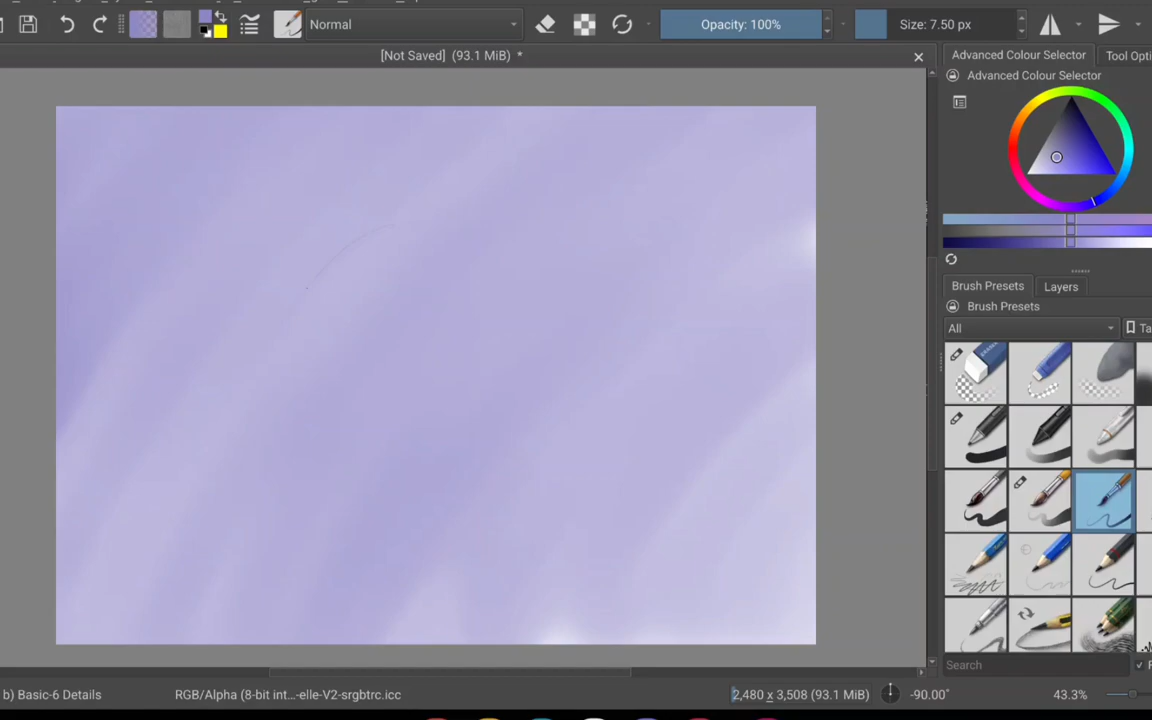 Normal
Opacity: 100%
Size: 7.50 px
[Not Saved] (93.1 MiB) *
Advanced Colour Selector
Tool Opti
Advanced Colour Selector
Brush Presets
Layers
Brush Presets
All
Ta
Search
b) Basic-6 Details
RGB/Alpha (8-bit int...-elle-V2-srgbtrc.icc
2,480 x 3,508 (93.1 MiB)
-90.00°
43.3%